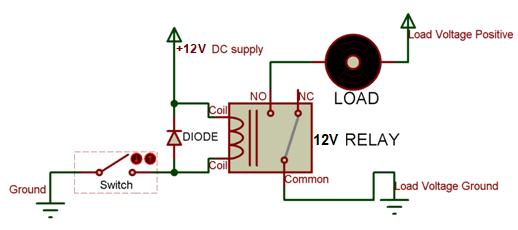 +12V DC supply
Load Voltage Positive
NO
NC
LOAD
Coil
DIODE
12V RELAY
Coil
Switch
Common
Ground
Load Voltage Ground